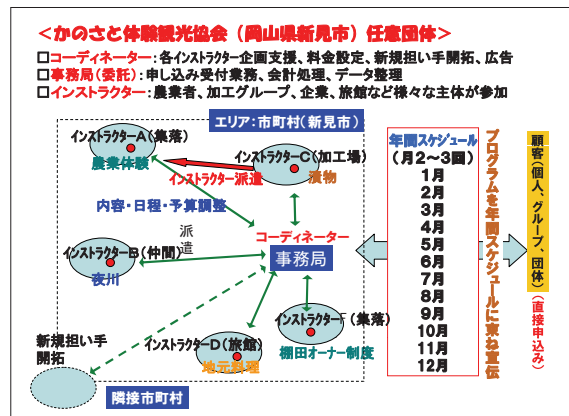 ＜かのさと体験観光協会（岡山県新見市）任意団体＞
□コーディネーター：各インストラクター企画支援、料金設定、新規担い手開拓、広告
□事務局（委託）：申し込み受付業務、会計処理、データ整理
□インストラクター：農業者、加工グループ、企業、旅館など様々な主体が参加
エリア：市町村（新見市）
インストラクターA（集落）
農業体験
インストラクターC（加工場）
漬物
インストラクター派遣
内容・日程・予算調整
派遣
コーディネーター
事務局
インストラクターB（仲間）
夜川
インストラクターF（集落）
棚田オーナー制度
インストラクターD（旅館）
地元料理
新規担い手
開拓
隣接市町村
年間スケジュール
（月２～３回）
１月
２月
３月
４月
５月
６月
７月
８月
９月
10月
11月
12月
プログラムを年間スケジュールに束ね宣伝
顧客（個人、グループ、団体）
（直接申込み）